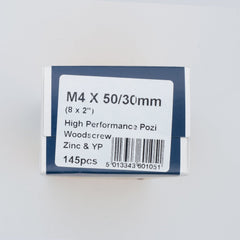 M4 X 50/30mm
(8 x 2")
High Performance Pozi
Woodscrew
Zinc & YP
145pcs
5 013343 601051